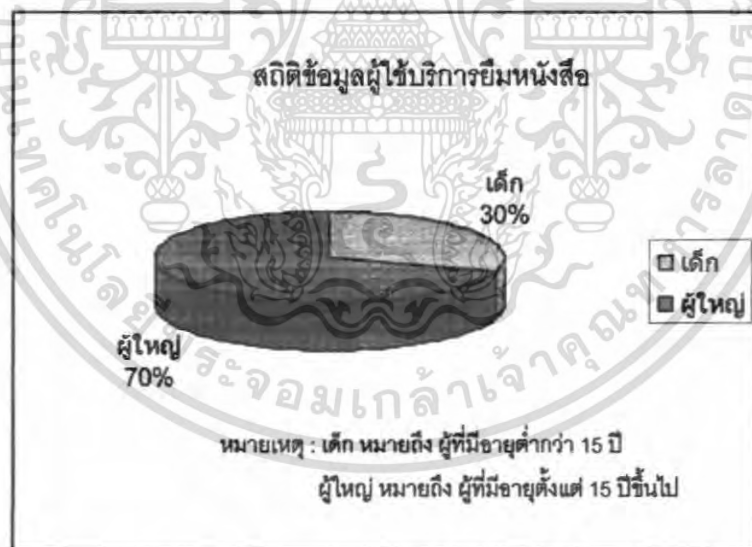 สถิติข้อมูลผู้ใช้บริการยืมหนังสือ
เด็ก
30%
เด็ก
ผู้ใหญ่
ผู้ใหญ่
70%
หมายเหตุ : เด็ก หมายถึง ผู้ที่มีอายุต่ำกว่า 15 ปี
ผู้ใหญ่ หมายถึง ผู้ที่มีอายุตั้งแต่ 15 ปีขึ้นไป